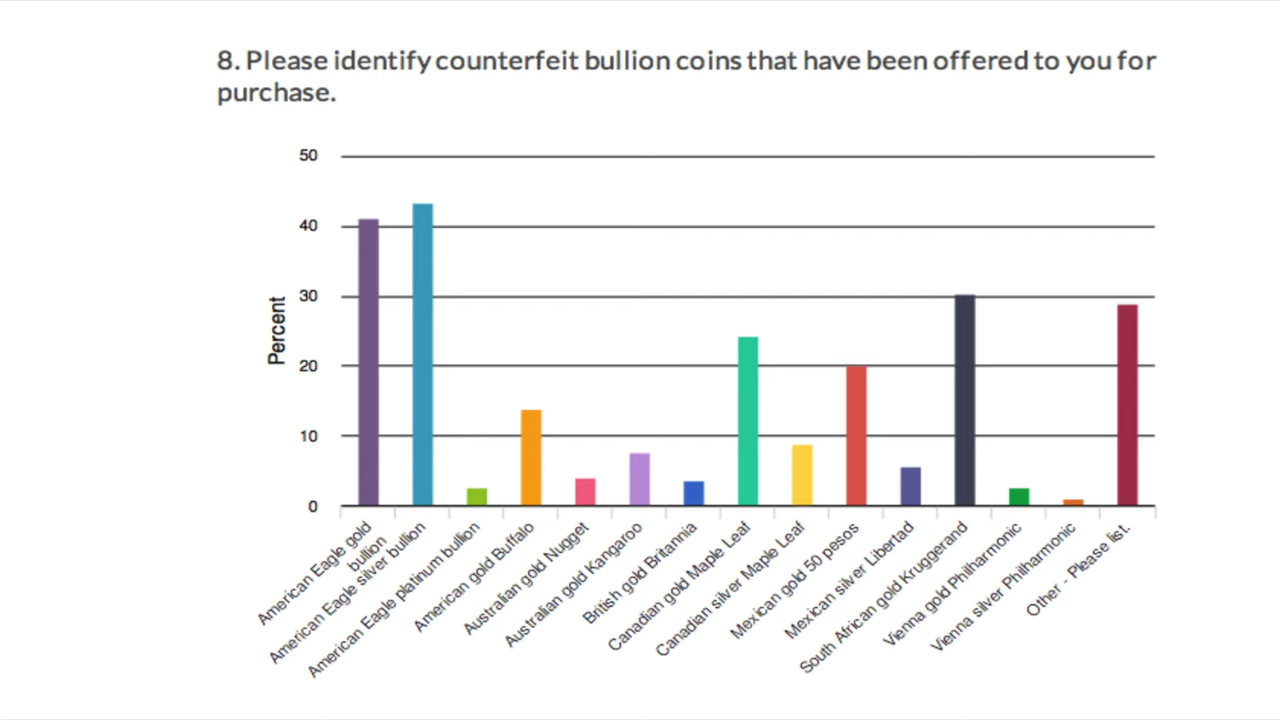 8. Please identify counterfeit bullion coins that have been offered to you for
purchase.
50
40
30
20
10
0
Percent
American Eagle gold
bullion
American Eagle silver bullion
American Eagle platinum bullion
American gold Buffalo
Australian gold Nugget
Australian gold Kangaroo
British gold Britannia
Canadian gold Maple Leaf
Canadian silver Maple Leaf
Mexican gold 50 pesos
Mexican silver Libertad
South African gold Kruggerand
Vienna gold Philharmonic
Vienna silver Philharmonic
Other - Please list.